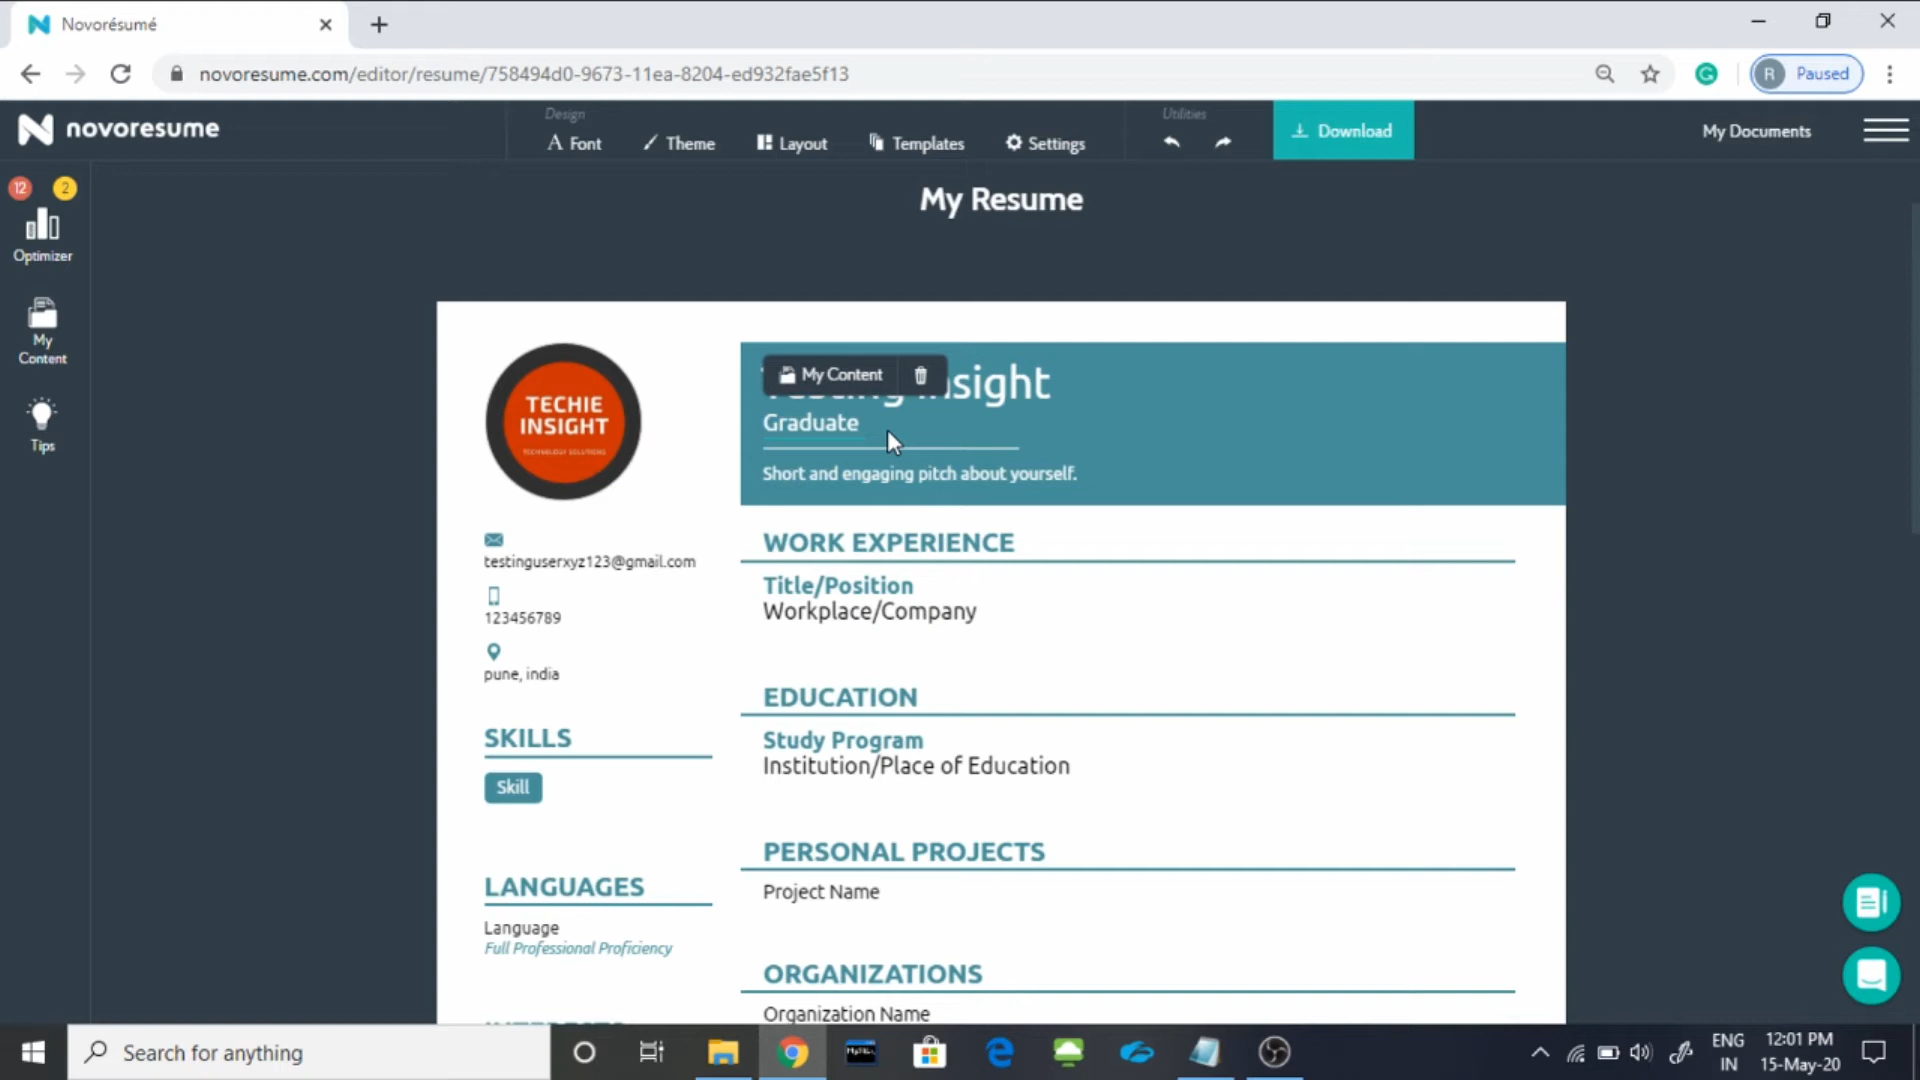 Novorésumé
novoresume.com/editor/resume/758494d0-9673-11ea-8204-ed932fae5f13
R Paused
novoresume
Design
A Font
Theme
Layout
Templates
Settings
Utilities
Download
My Documents
12 2
Optimizer
My
Content
Tips
My Resume
TECHIE
INSIGHT
TECHNOLOGY SOLUTIONS
My Content
Insight
Graduate
Short and engaging pitch about yourself.
testinguserxyz123@gmail.com
123456789
pune, india
SKILLS
Skill
LANGUAGES
Language
Full Professional Proficiency
WORK EXPERIENCE
Title/Position
Workplace/Company
EDUCATION
Study Program
Institution/Place of Education
PERSONAL PROJECTS
Project Name
ORGANIZATIONS
Organization Name
Search for anything
ENG
IN
12:01 PM
15-May-20